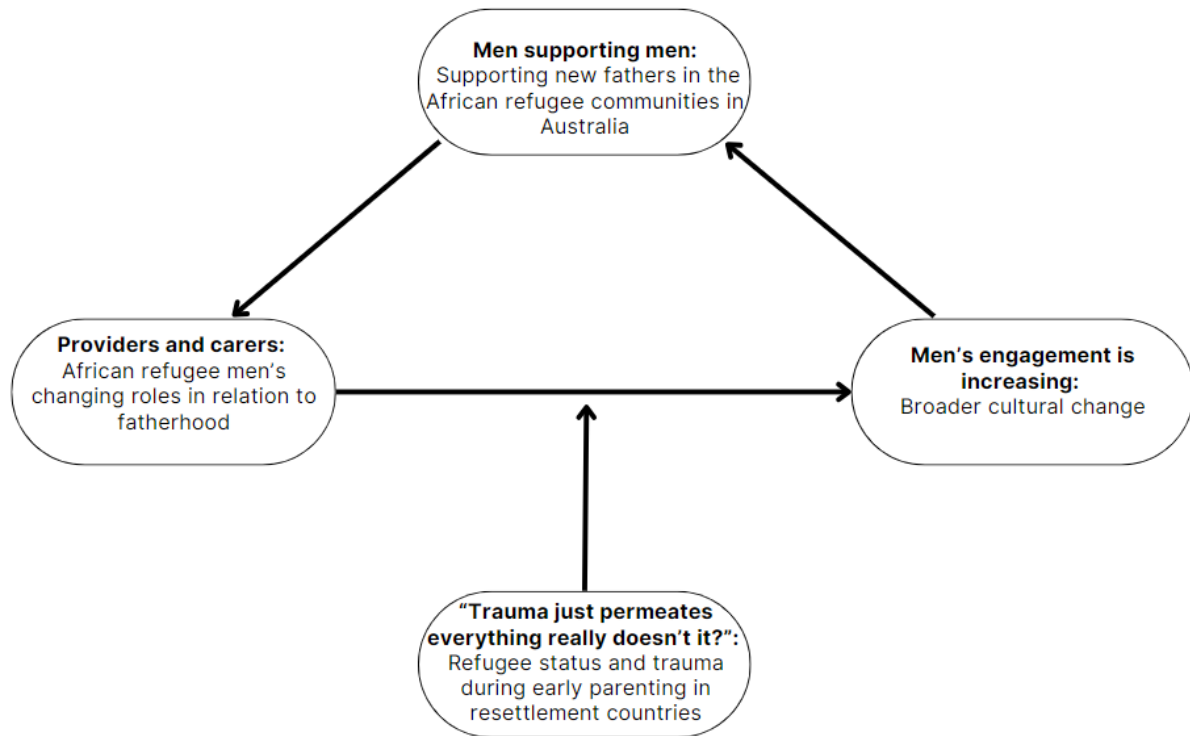 Men supporting men:
Supporting new fathers in the
African refugee communities in
Australia
Providers and carers:
African refugee men’s
changing roles in relation to
fatherhood
Men’s engagement is
increasing:
Broader cultural change
“Trauma just permeates
everything really doesn’t it?”:
Refugee status and trauma
during early parenting in
resettlement countries